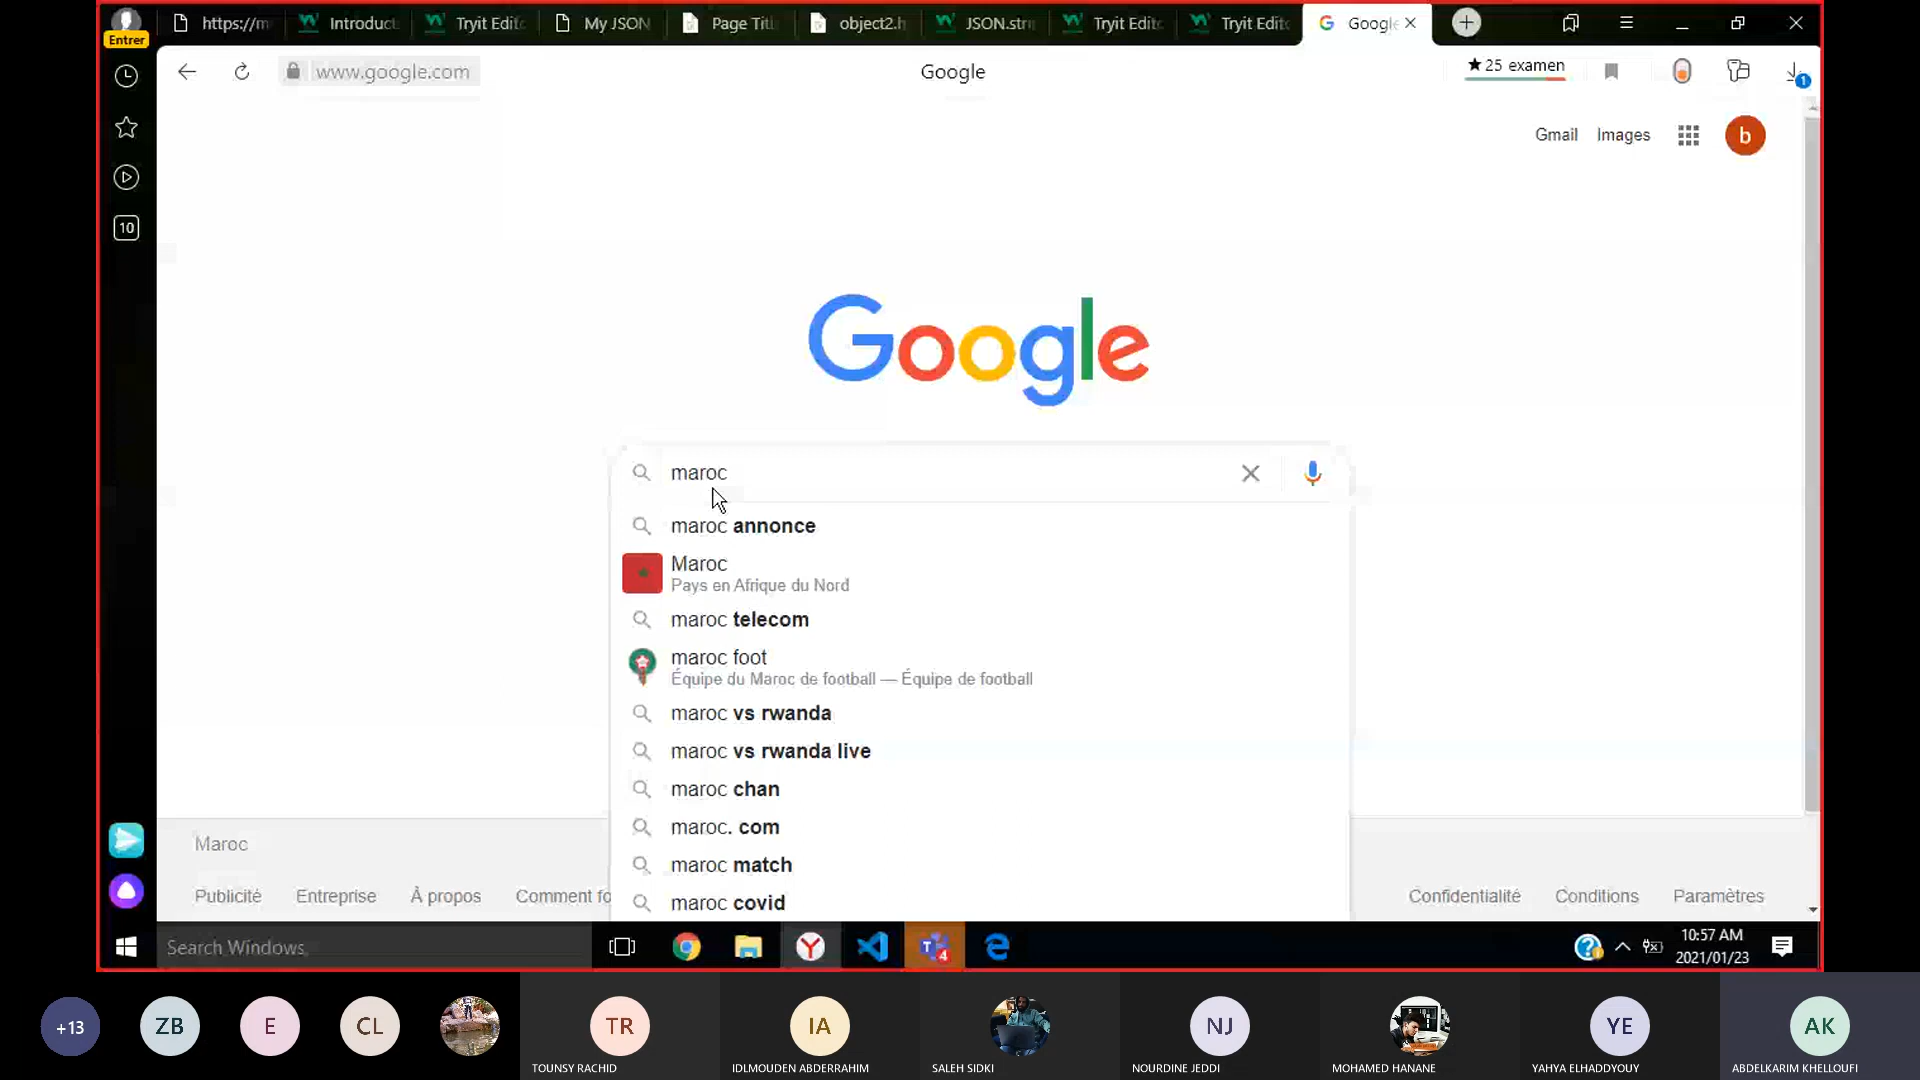 https://m
Introduct
Tryit Edit
My JSON
Page Titl
object2.h
JSON.stri
Tryit Edit
Tryit Edit
Google
Entrer
www.google.com
Google
★ 25 examen
1
Gmail
Images
b
10
Google
maroc
maroc annonce
Maroc
Pays en Afrique du Nord
maroc telecom
maroc foot
Équipe du Maroc de football — Équipe de football
maroc vs rwanda
maroc vs rwanda live
maroc chan
maroc. com
maroc match
maroc covid
Maroc
Publicité
Entreprise
À propos
Comment fo
Confidentialité
Conditions
Paramètres
Search Windows
4
10:57 AM
2021/01/23
+13
ZB
E
CL
TR
IA
NJ
YE
AK
TOUNSY RACHID
IDLMOUDEN ABDERRAHIM
SALEH SIDKI
NOURDINE JEDDI
MOHAMED HANANE
YAHYA ELHADDYOUY
ABDELKARIM KHELLOUFI